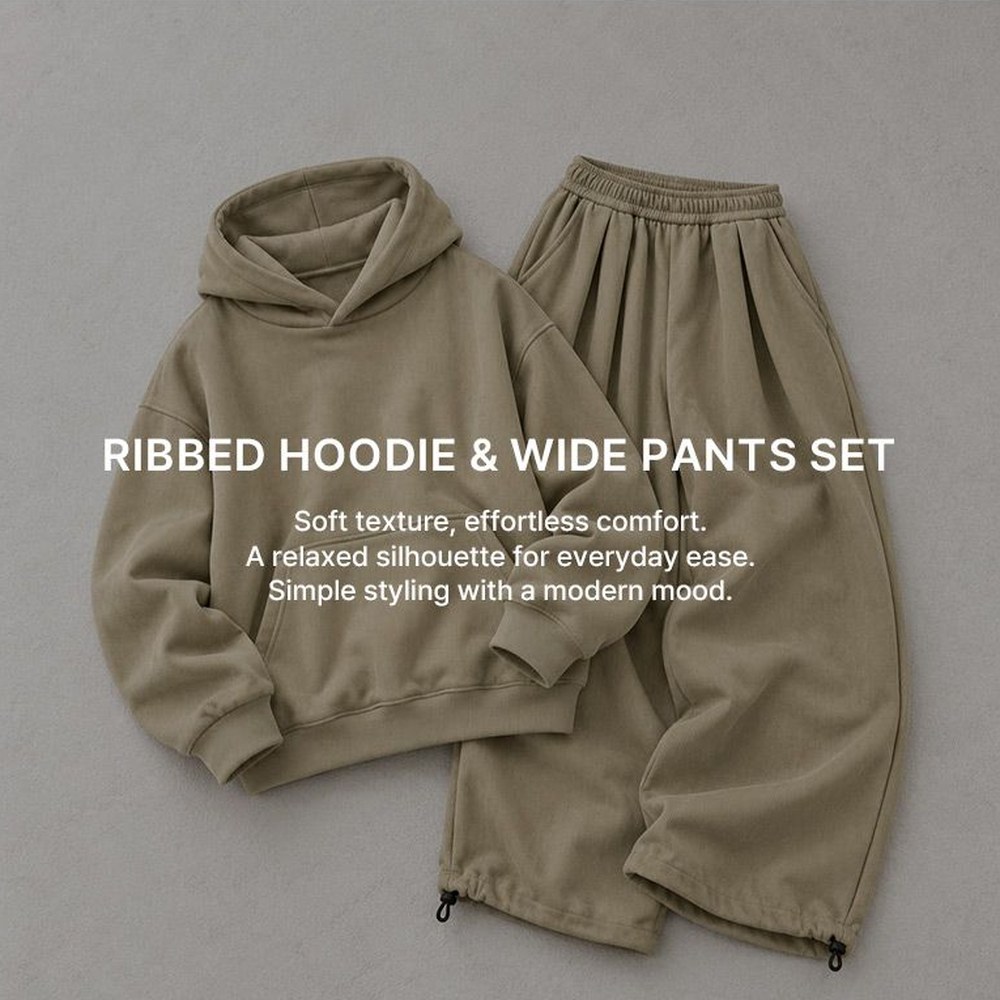 RIBBED HOODIE & WIDE PANTS SET
Soft texture, effortless comfort.
A relaxed silhouette for everyday ease.
Simple styling with a modern mood.